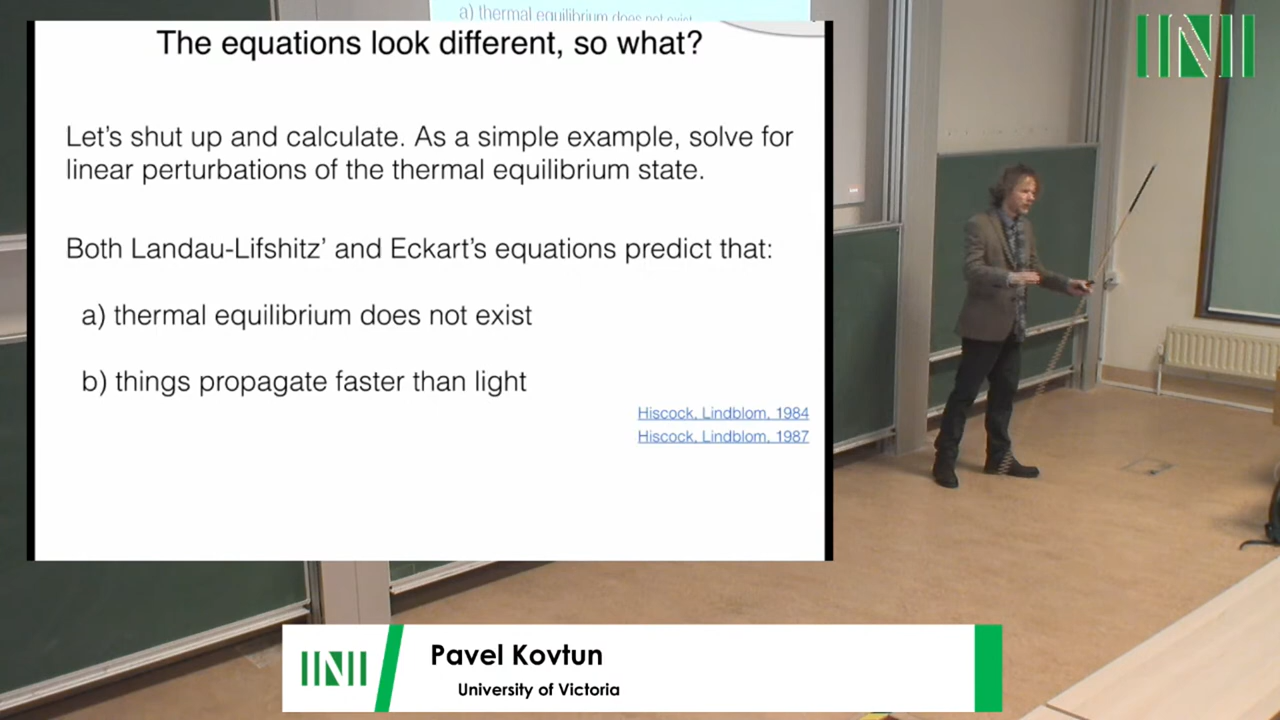 a) thermal equilibrium does not exist
The equations look different, so what?
Let's shut up and calculate. As a simple example, solve for
linear perturbations of the thermal equilibrium state.
Both Landau-Lifshitz' and Eckart's equations predict that:
a) thermal equilibrium does not exist
b) things propagate faster than light
Hiscock, Lindblom, 1984
Hiscock, Lindblom, 1987
Pavel Kovtun
University of Victoria